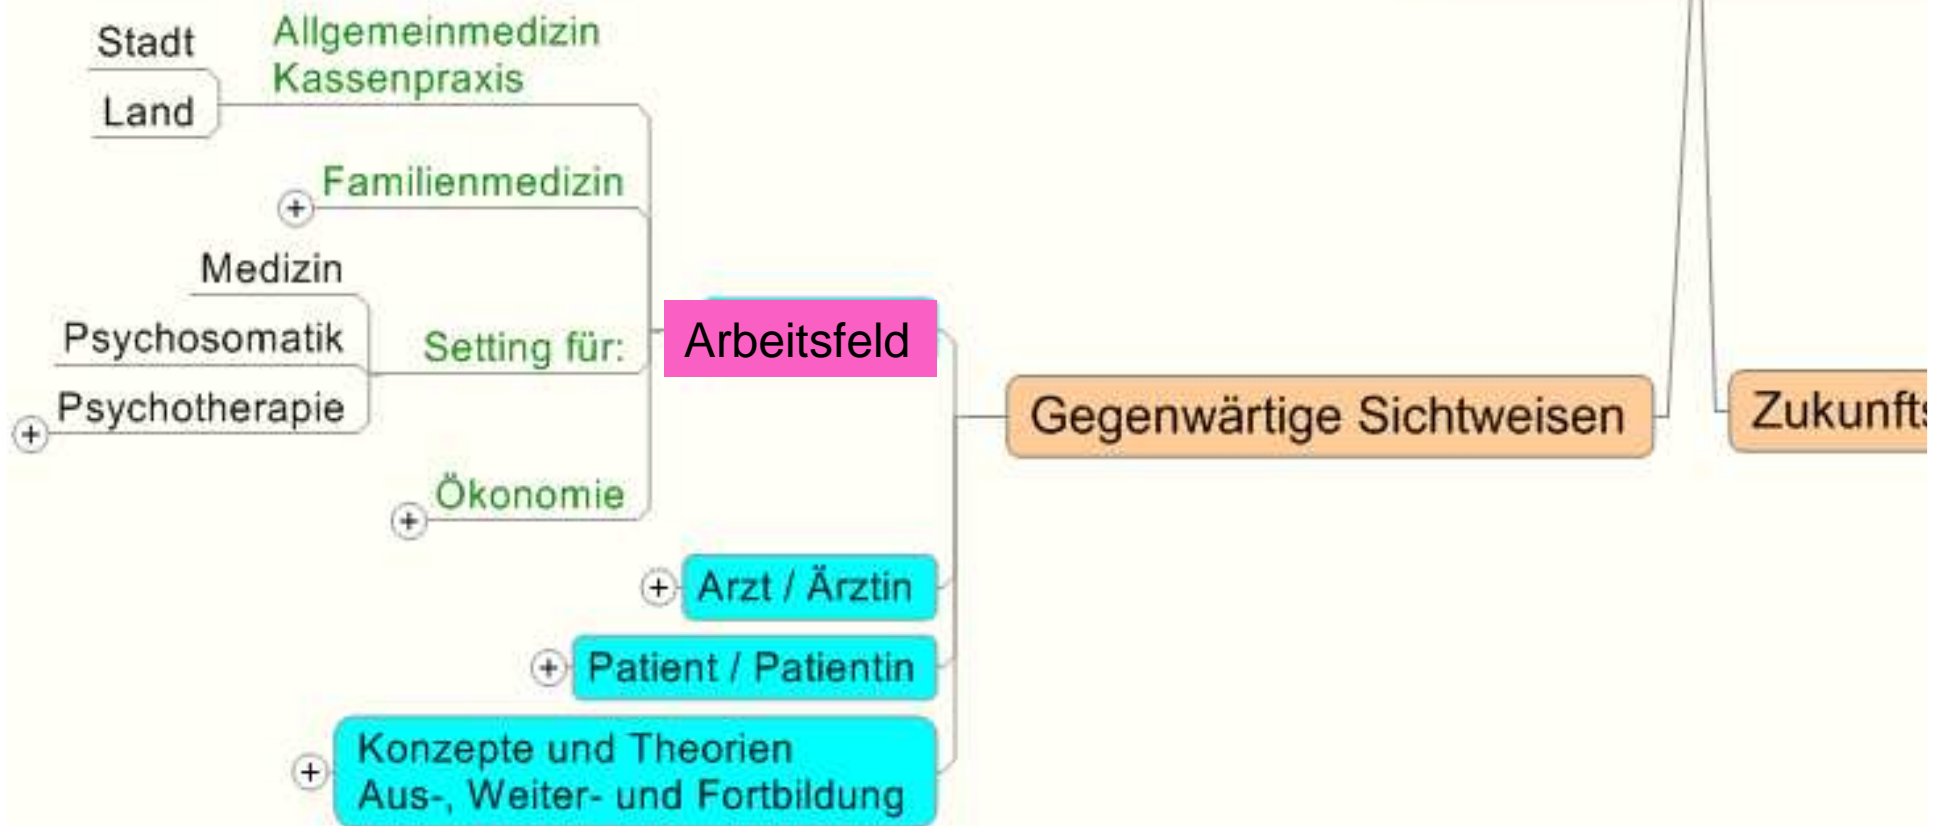 Stadt
Land
Allgemeinmedizin
Kassenpraxis
Familienmedizin
Medizin
Psychosomatik
Psychotherapie
Setting für:
Ökonomie
Arbeitsfeld
Arzt / Ärztin
Patient / Patientin
Konzepte und Theorien
Aus-, Weiter- und Fortbildung
Gegenwärtige Sichtweisen